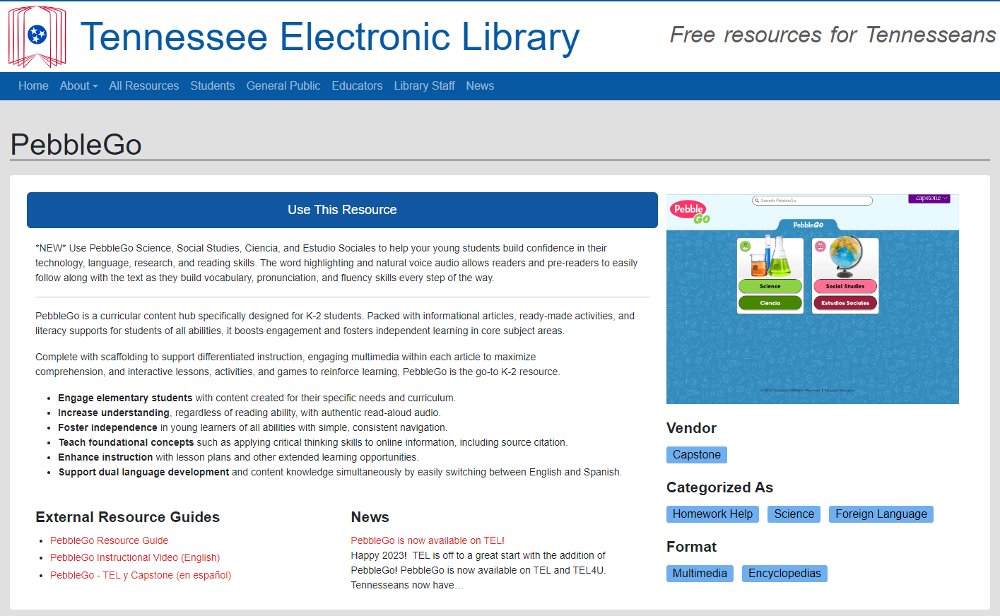 Tennessee Electronic Library
Free resources for Tennesseans
Home About All Resources Students General Public Educators Library Staff News
PebbleGo
Use This Resource
*NEW* Use PebbleGo Science, Social Studies, Ciencia, and Estudio Sociales to help your young students build confidence in their
technology, language, research, and reading skills. The word highlighting and natural voice audio allows readers and pre-readers to easily
follow along with the text as they build vocabulary, pronunciation, and fluency skills every step of the way.
PebbleGo is a curricular content hub specifically designed for K-2 students. Packed with informational articles, ready-made activities, and
literacy supports for students of all abilities, it boosts engagement and fosters independent learning in core subject areas.
Complete with scaffolding to support differentiated instruction, engaging multimedia within each article to maximize
comprehension, and interactive lessons, activities, and games to reinforce learning, PebbleGo is the go-to K-2 resource.
Engage elementary students with content created for their specific needs and curriculum.
Increase understanding, regardless of reading ability, with authentic read-aloud audio.
Foster independence in young learners of all abilities with simple, consistent navigation.
Teach foundational concepts such as applying critical thinking skills to online information, including source citation.
Enhance instruction with lesson plans and other extended learning opportunities.
Support dual language development and content knowledge simultaneously by easily switching between English and Spanish.
External Resource Guides
PebbleGo Resource Guide
PebbleGo Instructional Video (English)
PebbleGo - TEL y Capstone (en español)
News
PebbleGo is now available on TEL!
Happy 2023! TEL is off to a great start with the addition of
PebbleGo! PebbleGo is now available on TEL and TEL4U.
Tennesseans now have…
Pebble
Go
Search PebbleGo
capstone
PebbleGo
Science
Ciencia
Social Studies
Estudios Sociales
All Rights Reserved
Vendor
Capstone
Categorized As
Homework Help Science Foreign Language
Format
Multimedia Encyclopedias